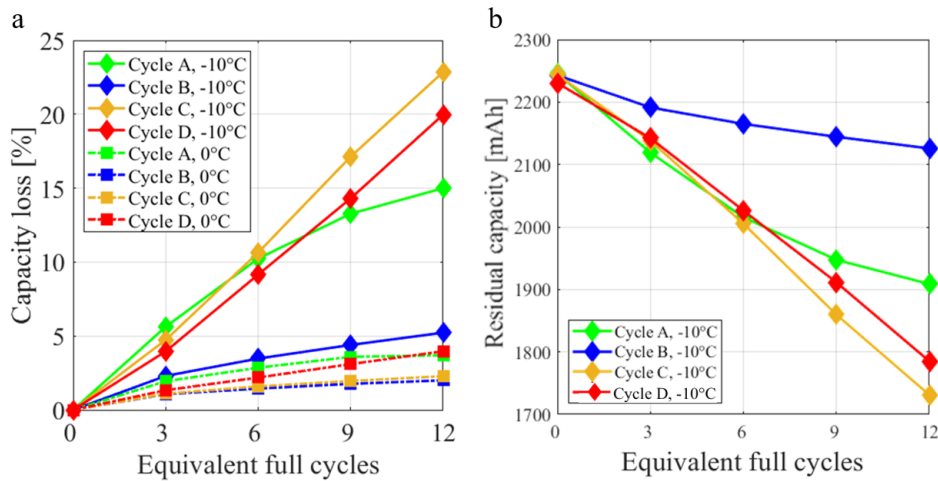 a
Capacity loss [%]
25
20
15
10
5
0
Cycle A, -10°C
Cycle B, -10°C
Cycle C, -10°C
Cycle D, -10°C
Cycle A, 0°C
Cycle B, 0°C
Cycle C, 0°C
Cycle D, 0°C
0 3 6 9 12
Equivalent full cycles
b
Residual capacity [mAh]
2300
2200
2100
2000
1900
1800
1700
Cycle A, -10°C
Cycle B, -10°C
Cycle C, -10°C
Cycle D, -10°C
0 3 6 9 12
Equivalent full cycles